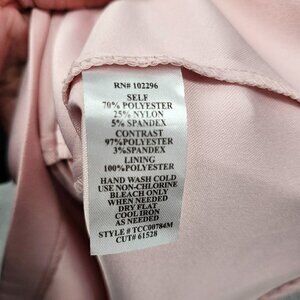 RN# 102296
SELF
70% POLYESTER
25% NYLON
5% SPANDEX
CONTRAST
97%POLYESTER
3%SPANDEX
LINING
100%POLYESTER
HAND WASH COLD
USE NON-CHLORINE
BLEACH ONLY
WHEN NEEDED
DRY FLAT
COOL IRON
AS NEEDED
STYLE # TCC00784M
CUT# 61528